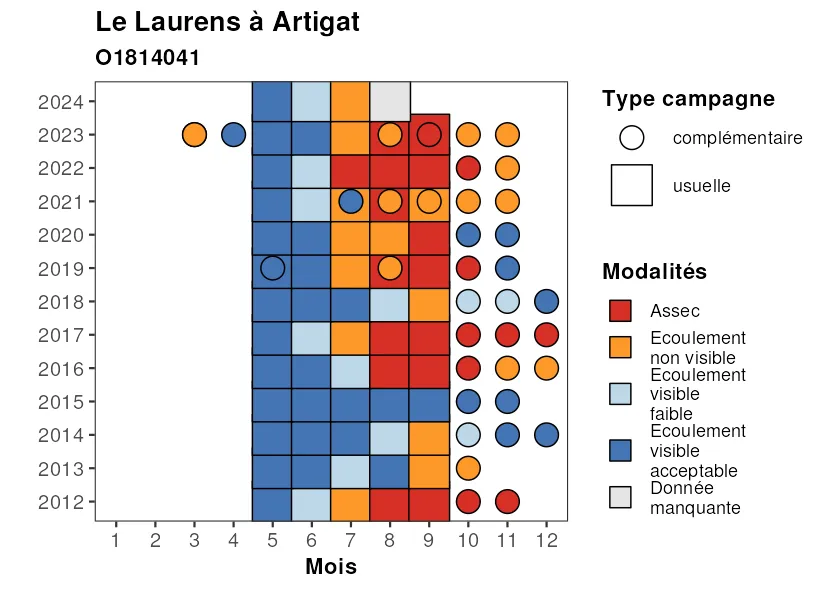 Le Laurens à Artigat
O1814041
2024
2023
2022
2021
2020
2019
2018
2017
2016
2015
2014
2013
2012
1 2 3 4 5 6 7 8 9 10 11 12
Mois
Type campagne
complémentaire
usuelle
Modalités
Assec
Ecoulement
non visible
Ecoulement
visible
faible
Ecoulement
visible
acceptable
Donnée
manquante